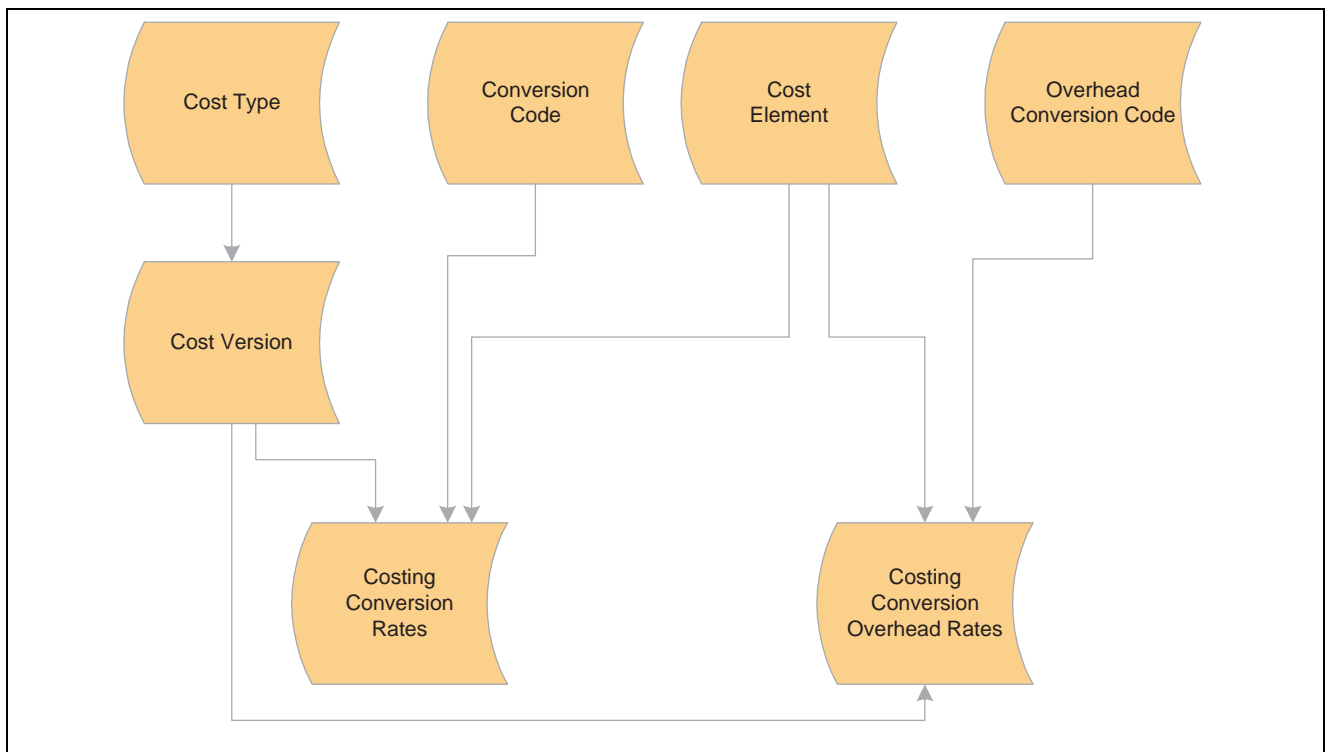 Cost Type
Conversion
Code
Cost
Element
Overhead
Conversion Code
Cost Version
Costing
Conversion
Rates
Costing
Conversion
Overhead Rates